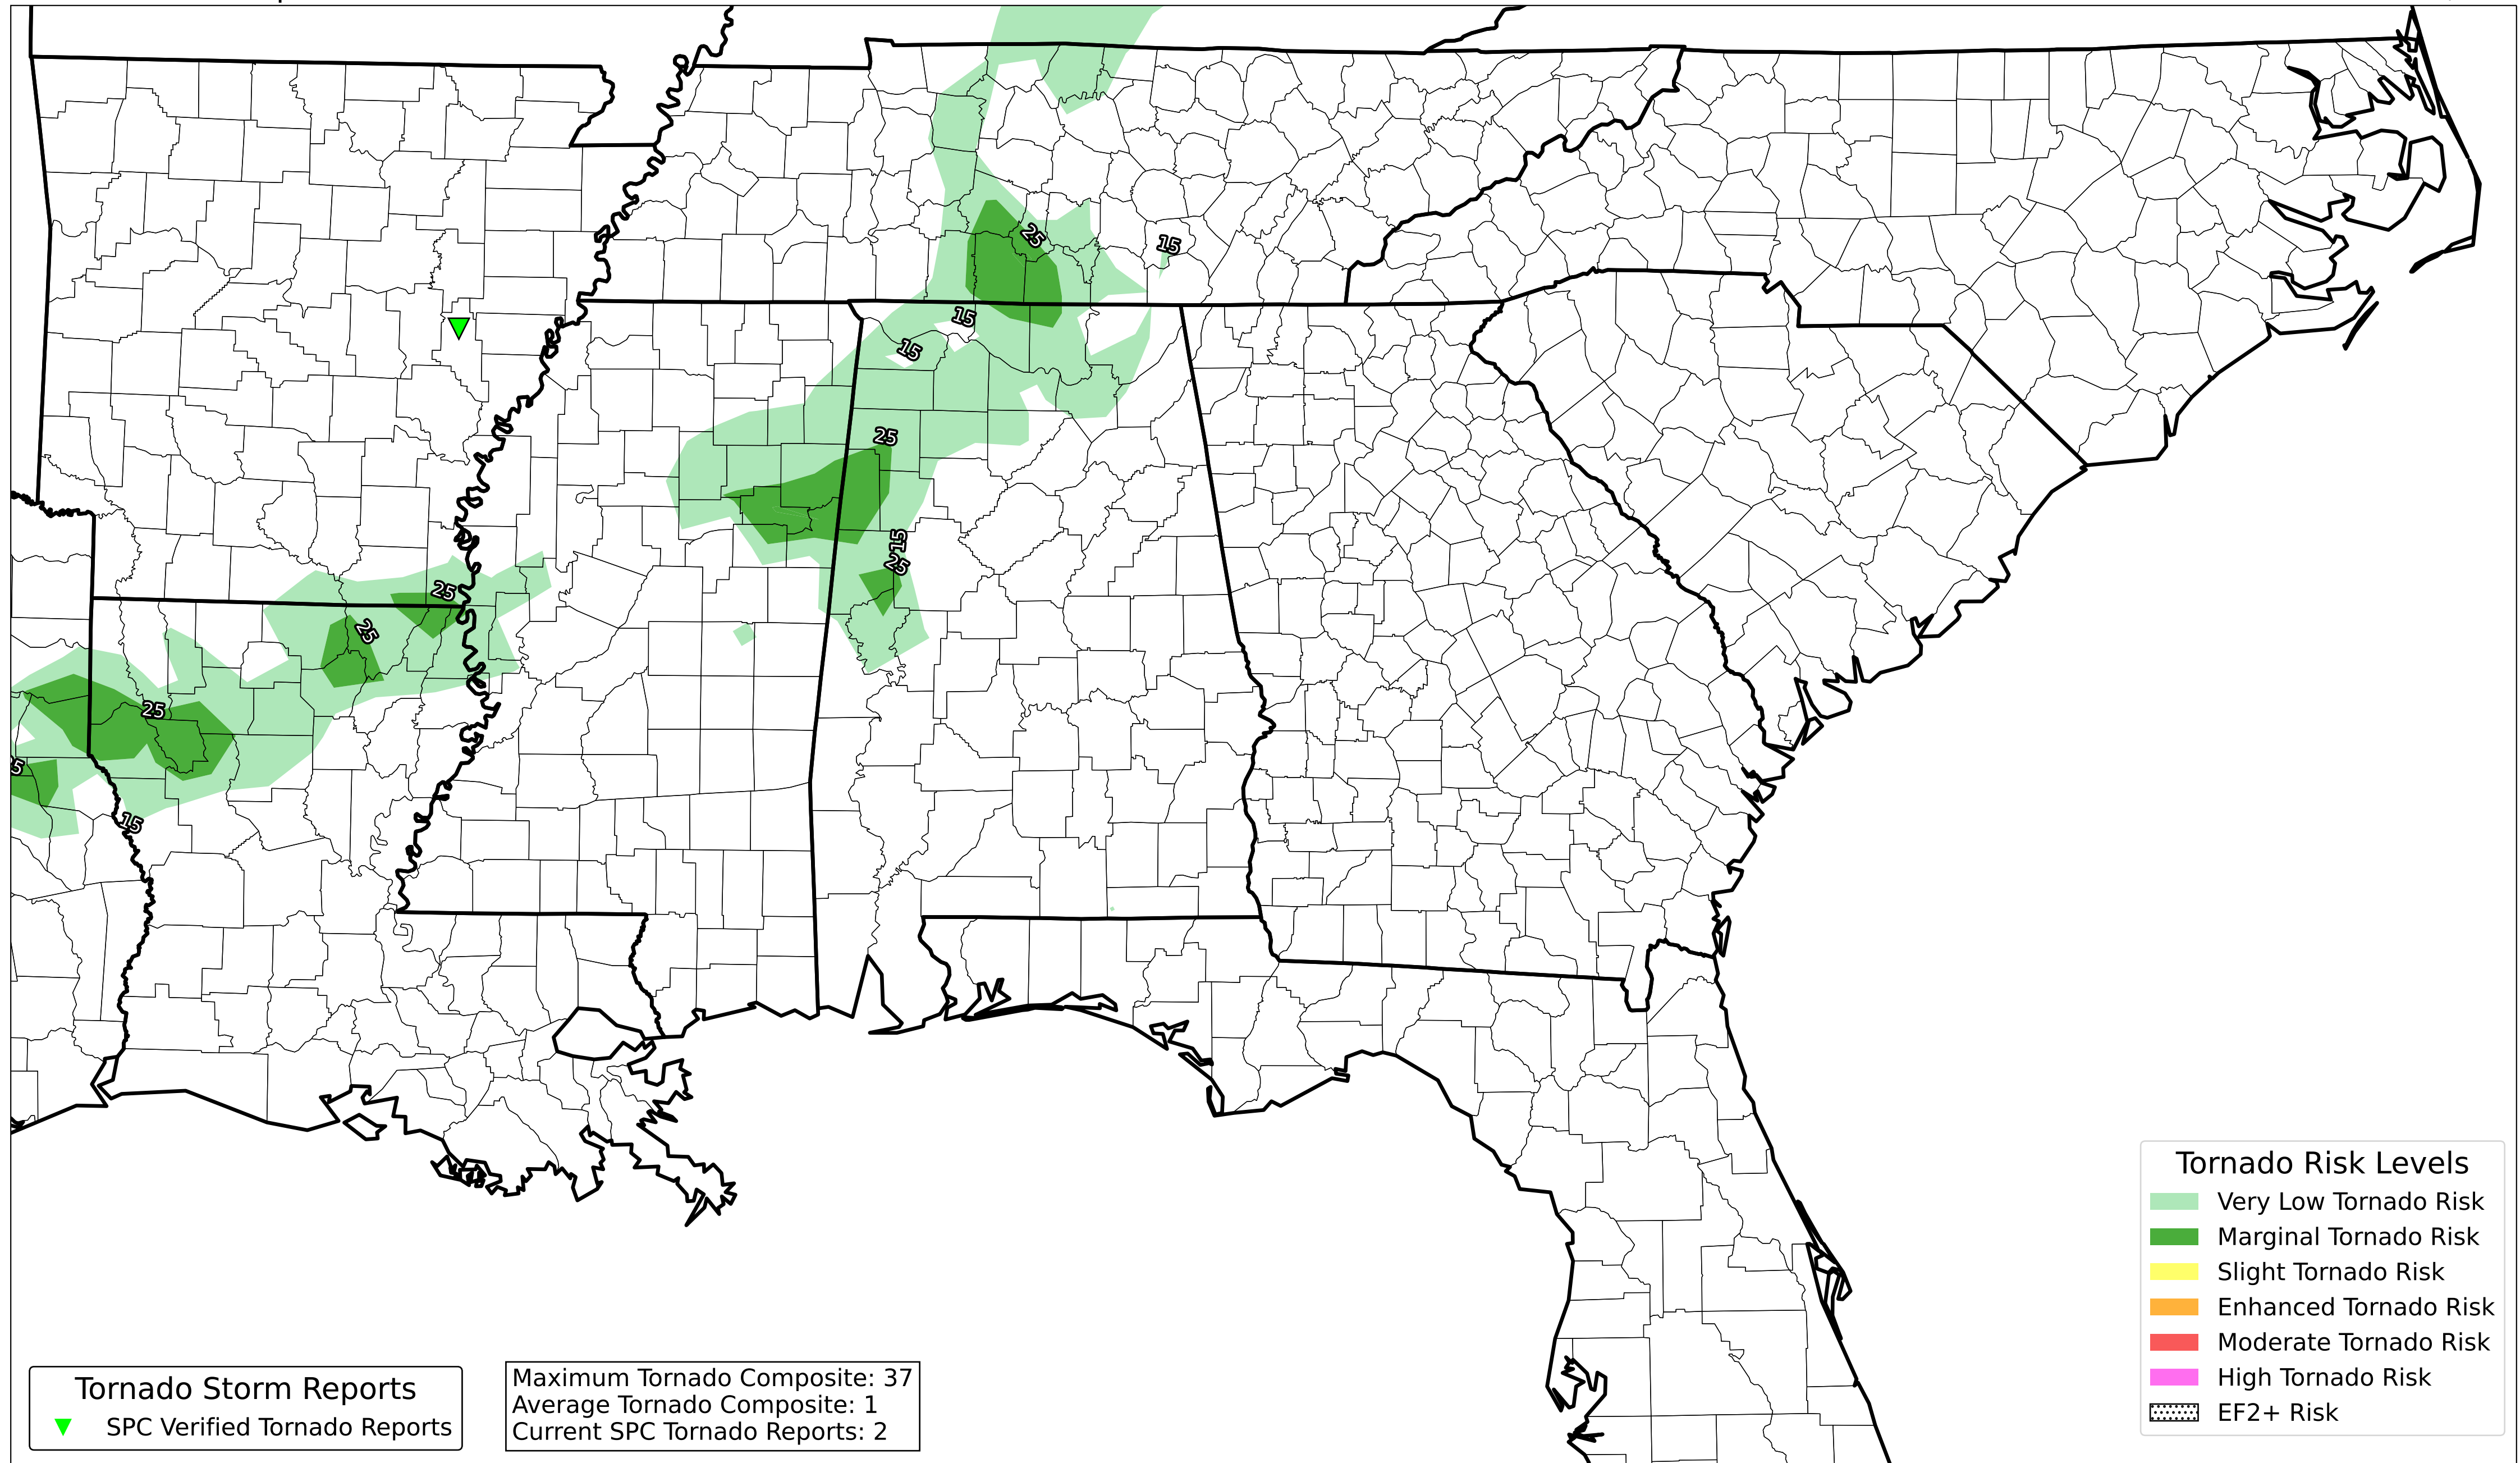 25
15
15
15
25
15
25
25
25
25
15
Tornado Risk Levels
Very Low Tornado Risk
Marginal Tornado Risk
Slight Tornado Risk
Enhanced Tornado Risk
Moderate Tornado Risk
High Tornado Risk
EF2+ Risk
Tornado Storm Reports
SPC Verified Tornado Reports
Maximum Tornado Composite: 37
Average Tornado Composite: 1
Current SPC Tornado Reports: 2